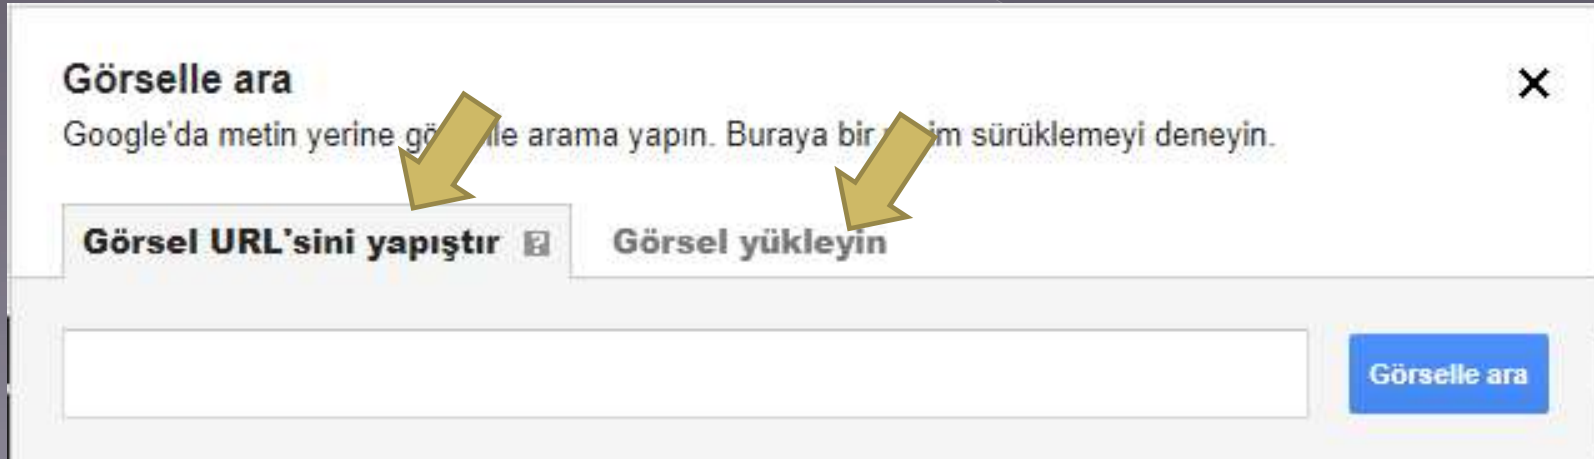 Görselle ara
Google'da metin yerine arama yapın. Buraya bir sürüklemeyi deneyin.
Görsel URL'sini yapıştır ?
Görsel yükleyin
Görselle ara